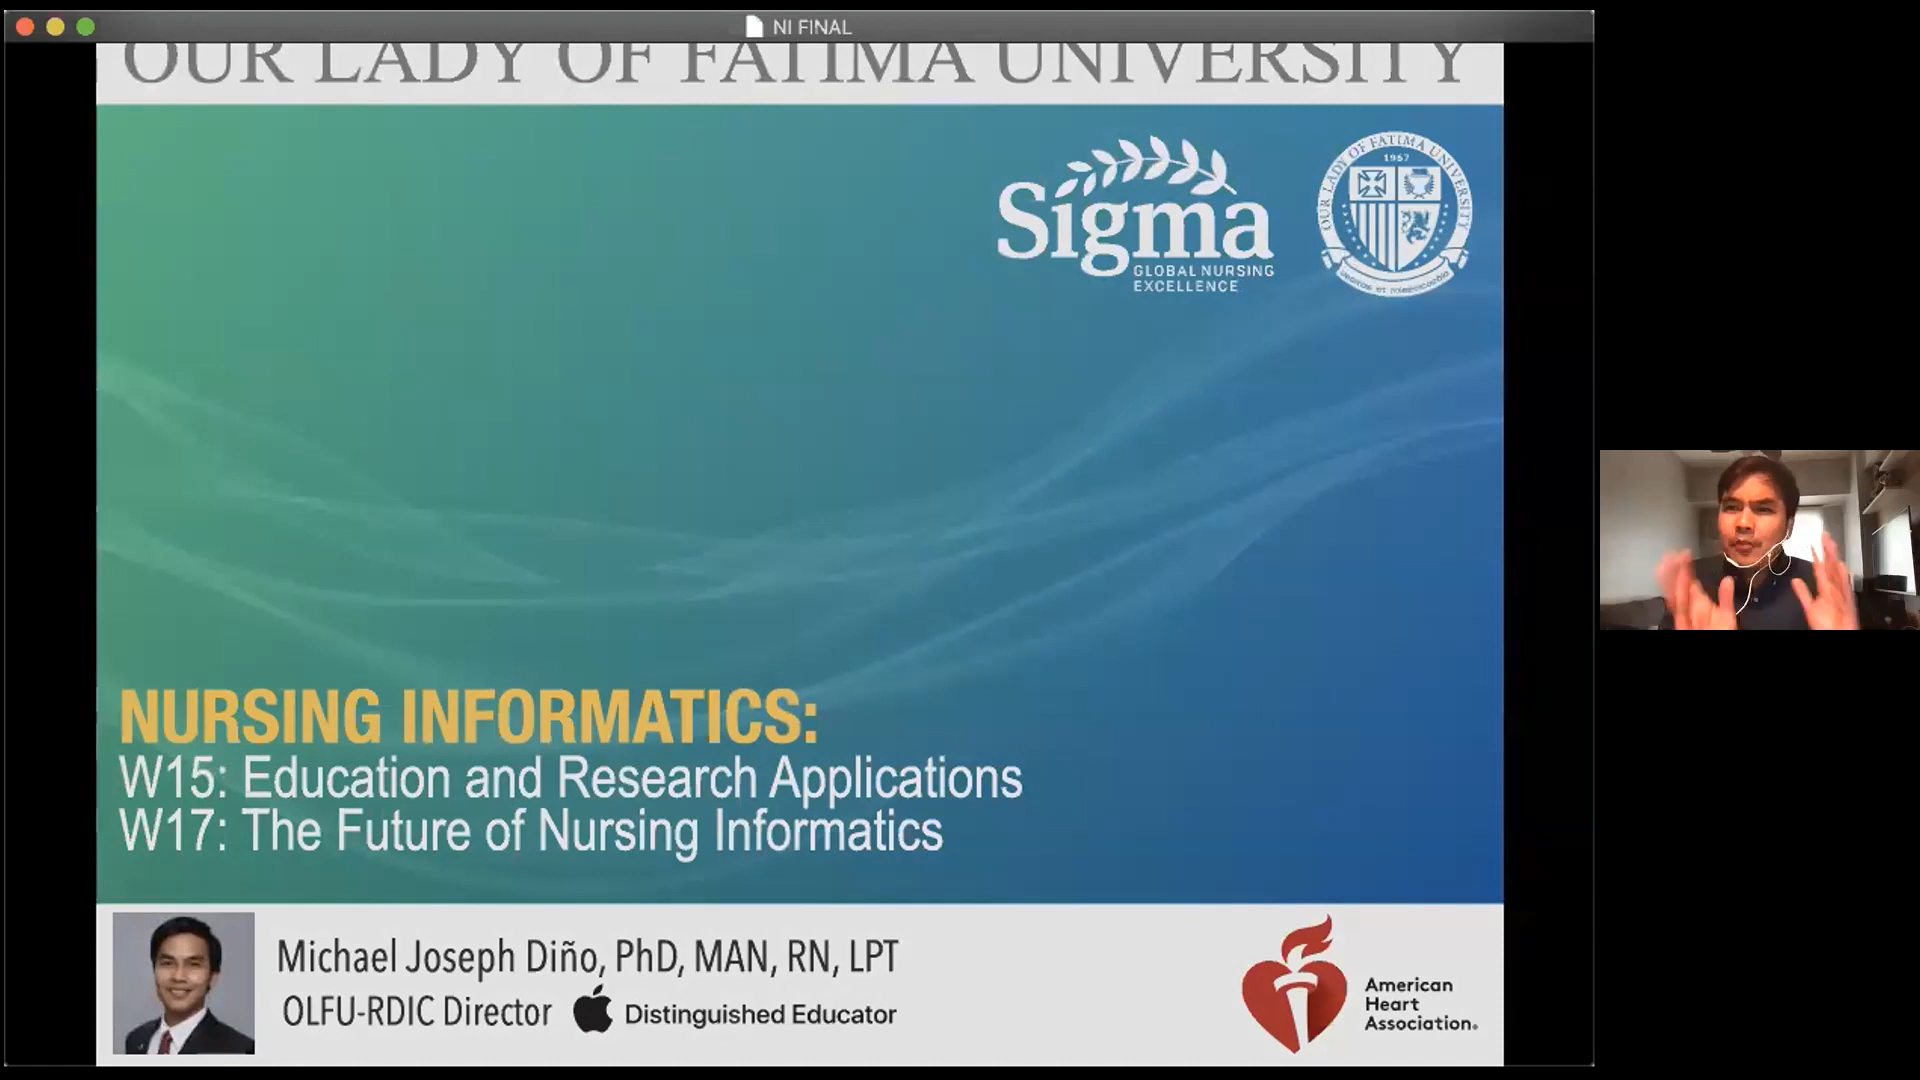 NI FINAL
OUR LADY OF FATIMA UNIVERSITY
Sigma
GLOBAL NURSING
EXCELLENCE
OUR LADY OF FATIMA UNIVERSITY
1967
NURSING INFORMATICS:
W15: Education and Research Applications
W17: The Future of Nursing Informatics
Michael Joseph Diño, PhD, MAN, RN, LPT
OLFU-RDIC Director
Distinguished Educator
American
Heart
Association®